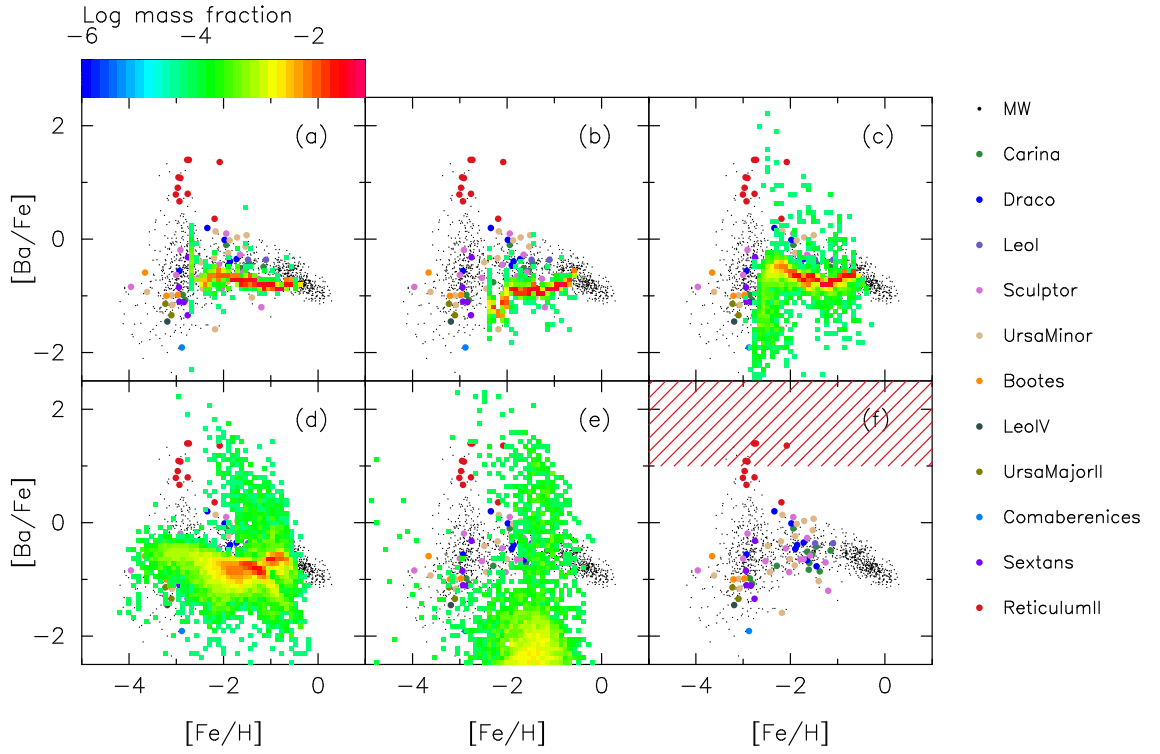 Log mass fraction
−6 −4 −2
(a) (b) (c)
2
0
−2
[Ba/Fe]
(d) (e) (f)
2
0
−2
[Ba/Fe]
−4 −2 0 −4 −2 0 −4 −2 0
[Fe/H] [Fe/H] [Fe/H]
MW
Carina
Draco
LeoI
Sculptor
UrsaMinor
Bootes
LeoIV
UrsaMajorII
Comaberenices
Sextans
ReticulumII